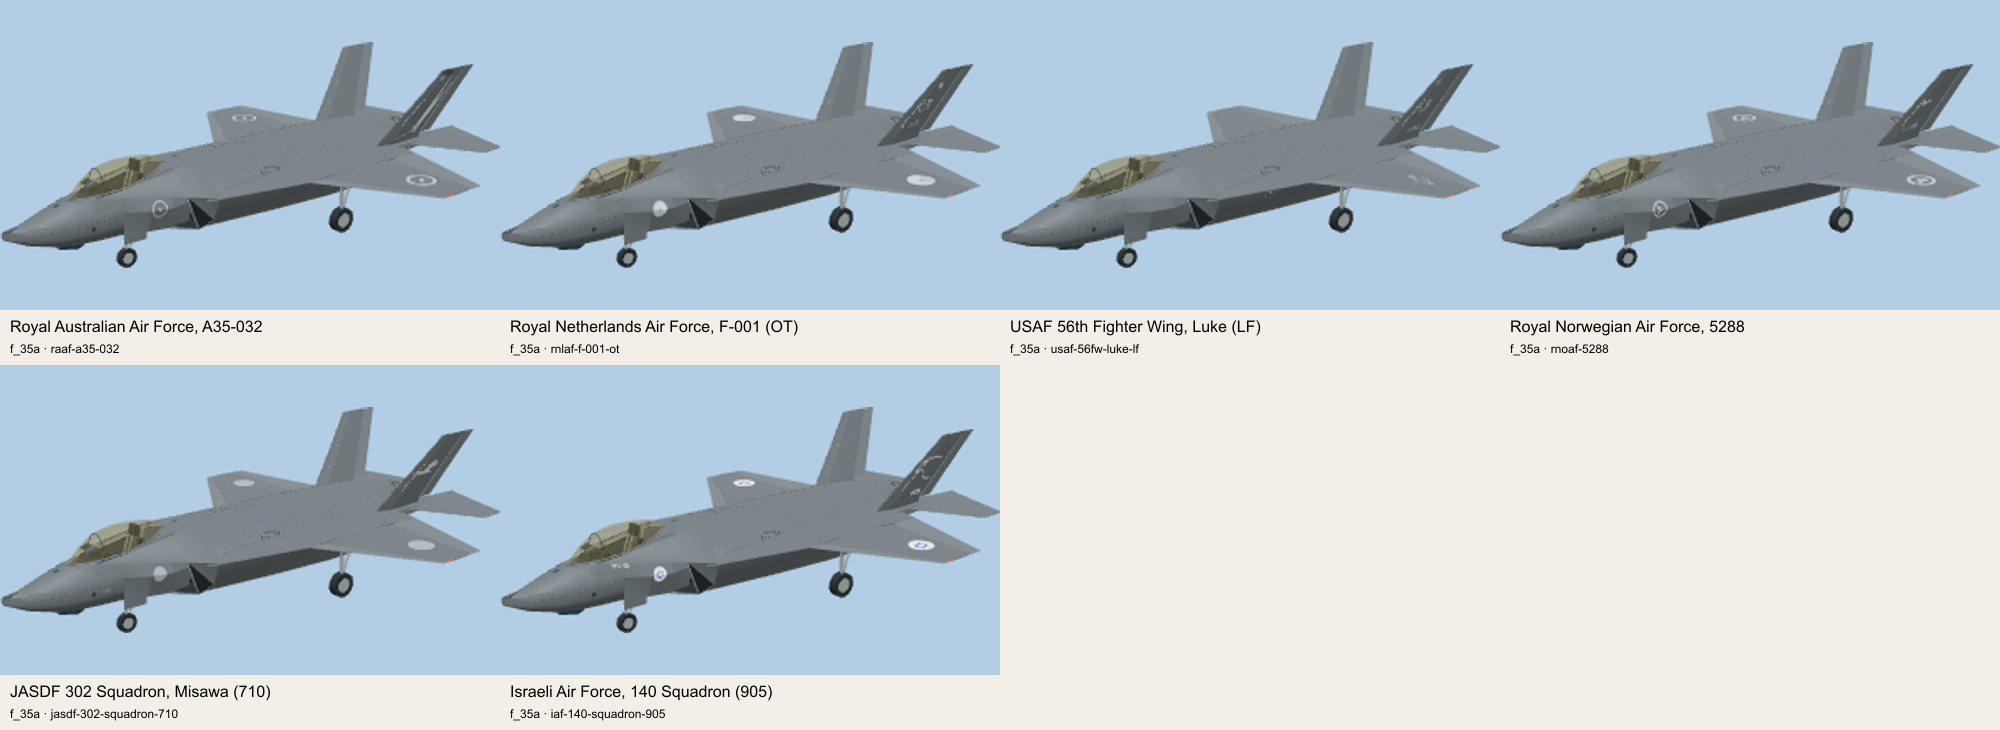 Royal Australian Air Force, A35-032
f_35a · raaf-a35-032
Royal Netherlands Air Force, F-001 (OT)
f_35a · rnlaf-f-001-ot
USAF 56th Fighter Wing, Luke (LF)
f_35a · usaf-56fw-luke-lf
Royal Norwegian Air Force, 5288
f_35a · rnoaf-5288
JASDF 302 Squadron, Misawa (710)
f_35a · jasdf-302-squadron-710
Israeli Air Force, 140 Squadron (905)
f_35a · iaf-140-squadron-905